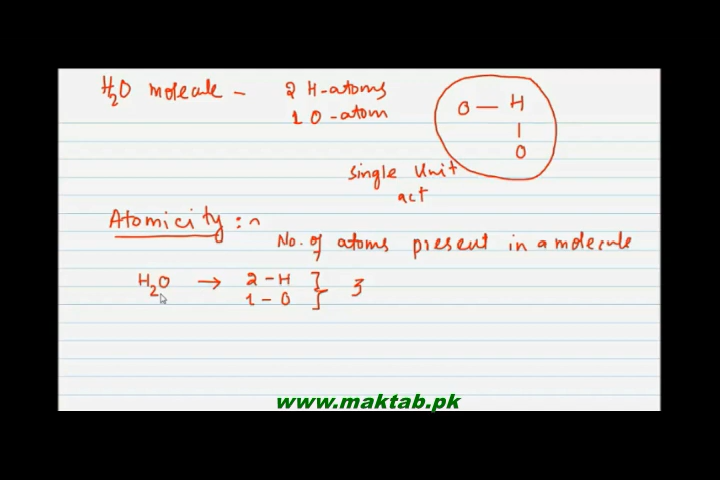 H₂O molecule - 2 H-atoms
1 O-atom
O — H
|
O
Single Unit
act
Atomicity :~
No. of atoms present in a molecule
H₂O → 2 - H } 3
1 - O
www.maktab.pk